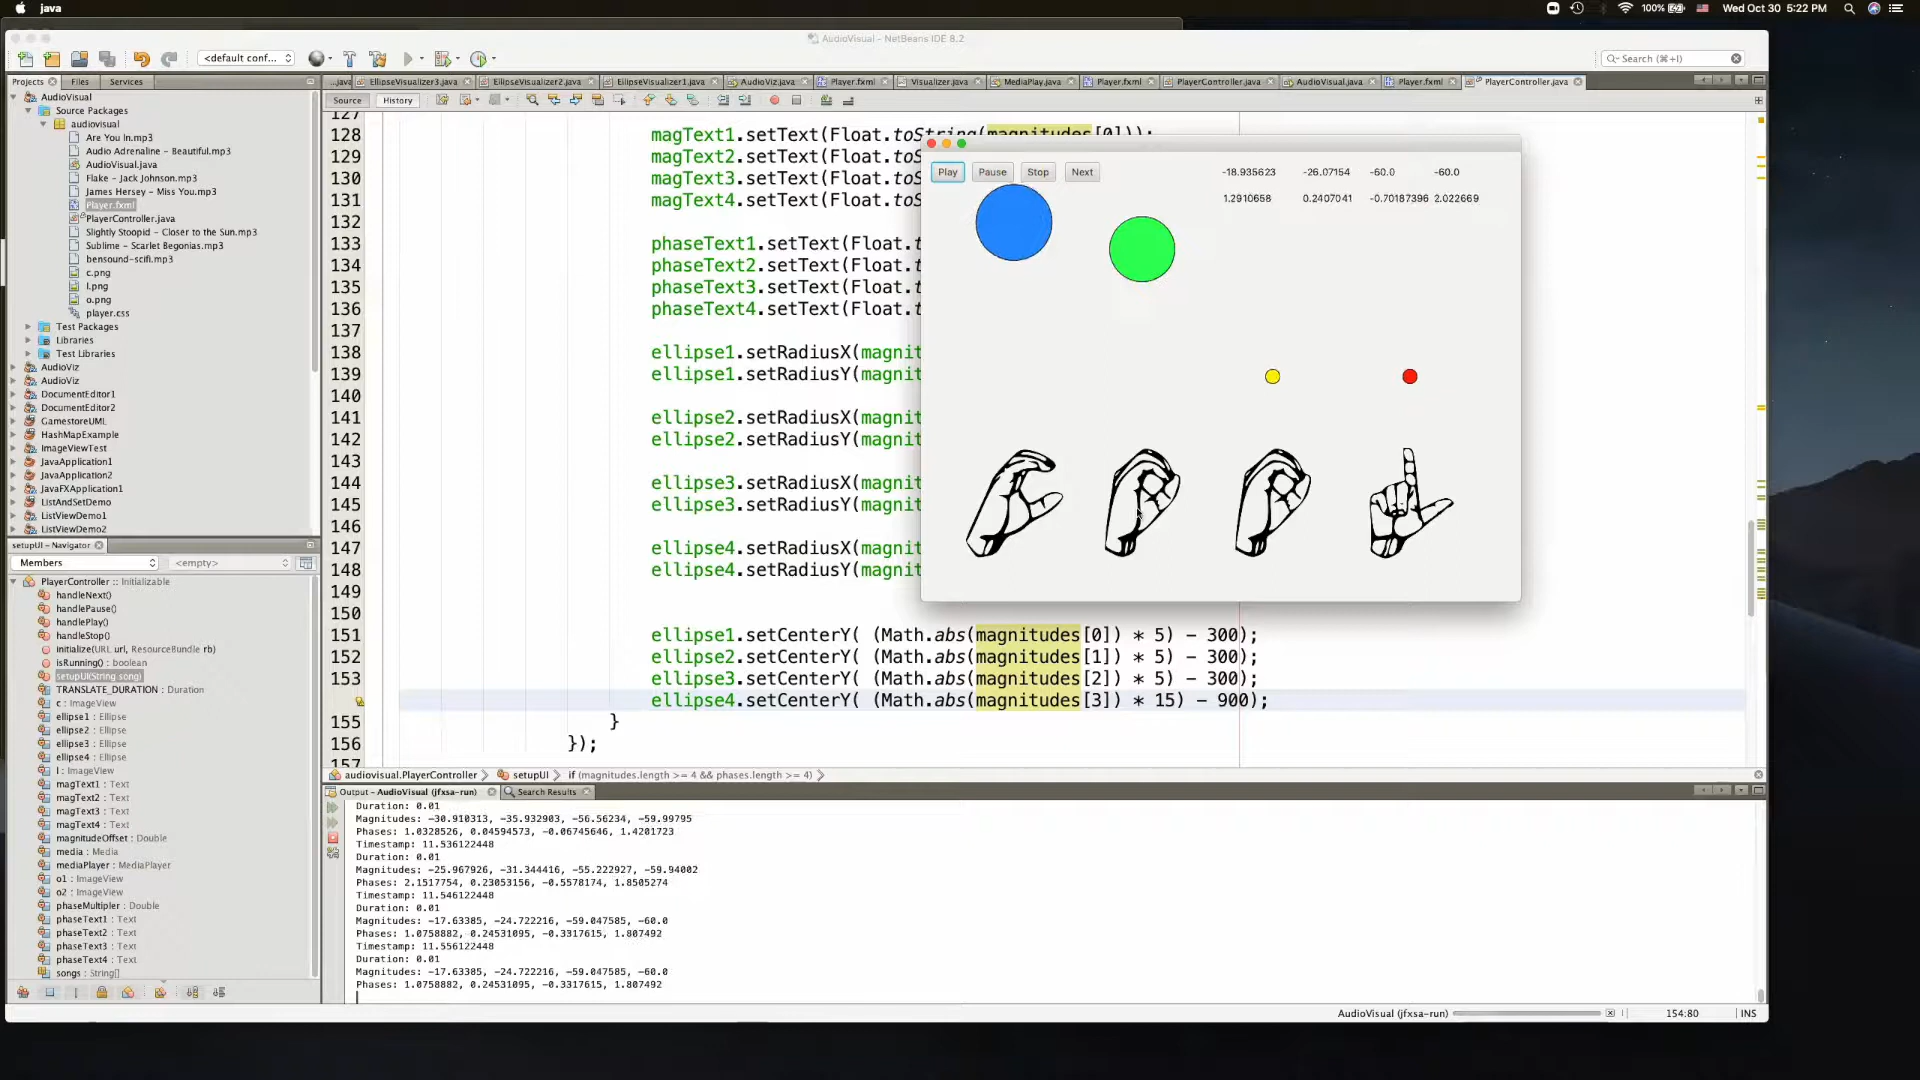 java
100%
Wed Oct 30 5:22 PM
AudioVisual - NetBeans IDE 8.2
<default conf...
Search (⌘+I)
Projects
Files
Services
...java
EllipseVisualizer3.java
EllipseVisualizer2.java
EllipseVisualizer1.java
AudioViz.java
Player.fxml
Visualizer.java
MediaPlay.java
Player.fxml
PlayerController.java
AudioVisual.java
Player.fxml
PlayerController.java
Source
History
AudioVisual
Source Packages
audiovisual
Are You In.mp3
Audio Adrenaline - Beautiful.mp3
AudioVisual.java
Flake - Jack Johnson.mp3
James Hersey - Miss You.mp3
Player.fxml
PlayerController.java
Slightly Stoopid - Closer to the Sun.mp3
Sublime - Scarlet Begonias.mp3
bensound-scifi.mp3
c.png
l.png
o.png
player.css
Test Packages
Libraries
Test Libraries
AudioViz
AudioViz
DocumentEditor1
DocumentEditor2
GamestoreUML
HashMapExample
ImageViewTest
JavaApplication1
JavaApplication2
JavaFXApplication1
ListAndSetDemo
ListViewDemo1
ListViewDemo2
setupUI - Navigator
Members
<empty>
PlayerController :: Initializable
handleNext()
handlePause()
handlePlay()
handleStop()
initialize(URL url, ResourceBundle rb)
isRunning() : boolean
setupUI(String song)
TRANSLATE_DURATION : Duration
c : ImageView
ellipse1 : Ellipse
ellipse2 : Ellipse
ellipse3 : Ellipse
ellipse4 : Ellipse
l : ImageView
magText1 : Text
magText2 : Text
magText3 : Text
magText4 : Text
magnitudeOffset : Double
media : Media
mediaPlayer : MediaPlayer
o1 : ImageView
o2 : ImageView
phaseMultipler : Double
phaseText1 : Text
phaseText2 : Text
phaseText3 : Text
phaseText4 : Text
songs : String[]
127
128 magText1.setText(Float.toString(magnitudes[0]));
129 magText2.setText(Float.toS
130 magText3.setText(Float.toS
131 magText4.setText(Float.toS
132
133 phaseText1.setText(Float.t
134 phaseText2.setText(Float.t
135 phaseText3.setText(Float.t
136 phaseText4.setText(Float.t
137
138 ellipse1.setRadiusX(magnit
139 ellipse1.setRadiusY(magnit
140
141 ellipse2.setRadiusX(magnit
142 ellipse2.setRadiusY(magnit
143
144 ellipse3.setRadiusX(magnit
145 ellipse3.setRadiusY(magnit
146
147 ellipse4.setRadiusX(magnit
148 ellipse4.setRadiusY(magnit
149
150
151 ellipse1.setCenterY( (Math.abs(magnitudes[0]) * 5) - 300);
152 ellipse2.setCenterY( (Math.abs(magnitudes[1]) * 5) - 300);
153 ellipse3.setCenterY( (Math.abs(magnitudes[2]) * 5) - 300);
ellipse4.setCenterY( (Math.abs(magnitudes[3]) * 15) - 900);
155 }
156 });
157
Play
Pause
Stop
Next
-18.935623 -26.07154 -60.0 -60.0
1.2910658 0.2407041 -0.70187396 2.022669
audiovisual.PlayerController
setupUI
if (magnitudes.length >= 4 && phases.length >= 4)
Output - AudioVisual (jfxsa-run)
Search Results
Duration: 0.01
Magnitudes: -30.910313, -35.932903, -56.56234, -59.99795
Phases: 1.0328526, 0.04594573, -0.06745646, 1.4201723
Timestamp: 11.536122448
Duration: 0.01
Magnitudes: -25.967926, -31.344416, -55.222927, -59.94002
Phases: 2.1517754, 0.23053156, -0.5578174, 1.8505274
Timestamp: 11.546122448
Duration: 0.01
Magnitudes: -17.63385, -24.722216, -59.047585, -60.0
Phases: 1.0758882, 0.24531095, -0.3317615, 1.807492
Timestamp: 11.556122448
Duration: 0.01
Magnitudes: -17.63385, -24.722216, -59.047585, -60.0
Phases: 1.0758882, 0.24531095, -0.3317615, 1.807492
AudioVisual (jfxsa-run)
154:80
INS